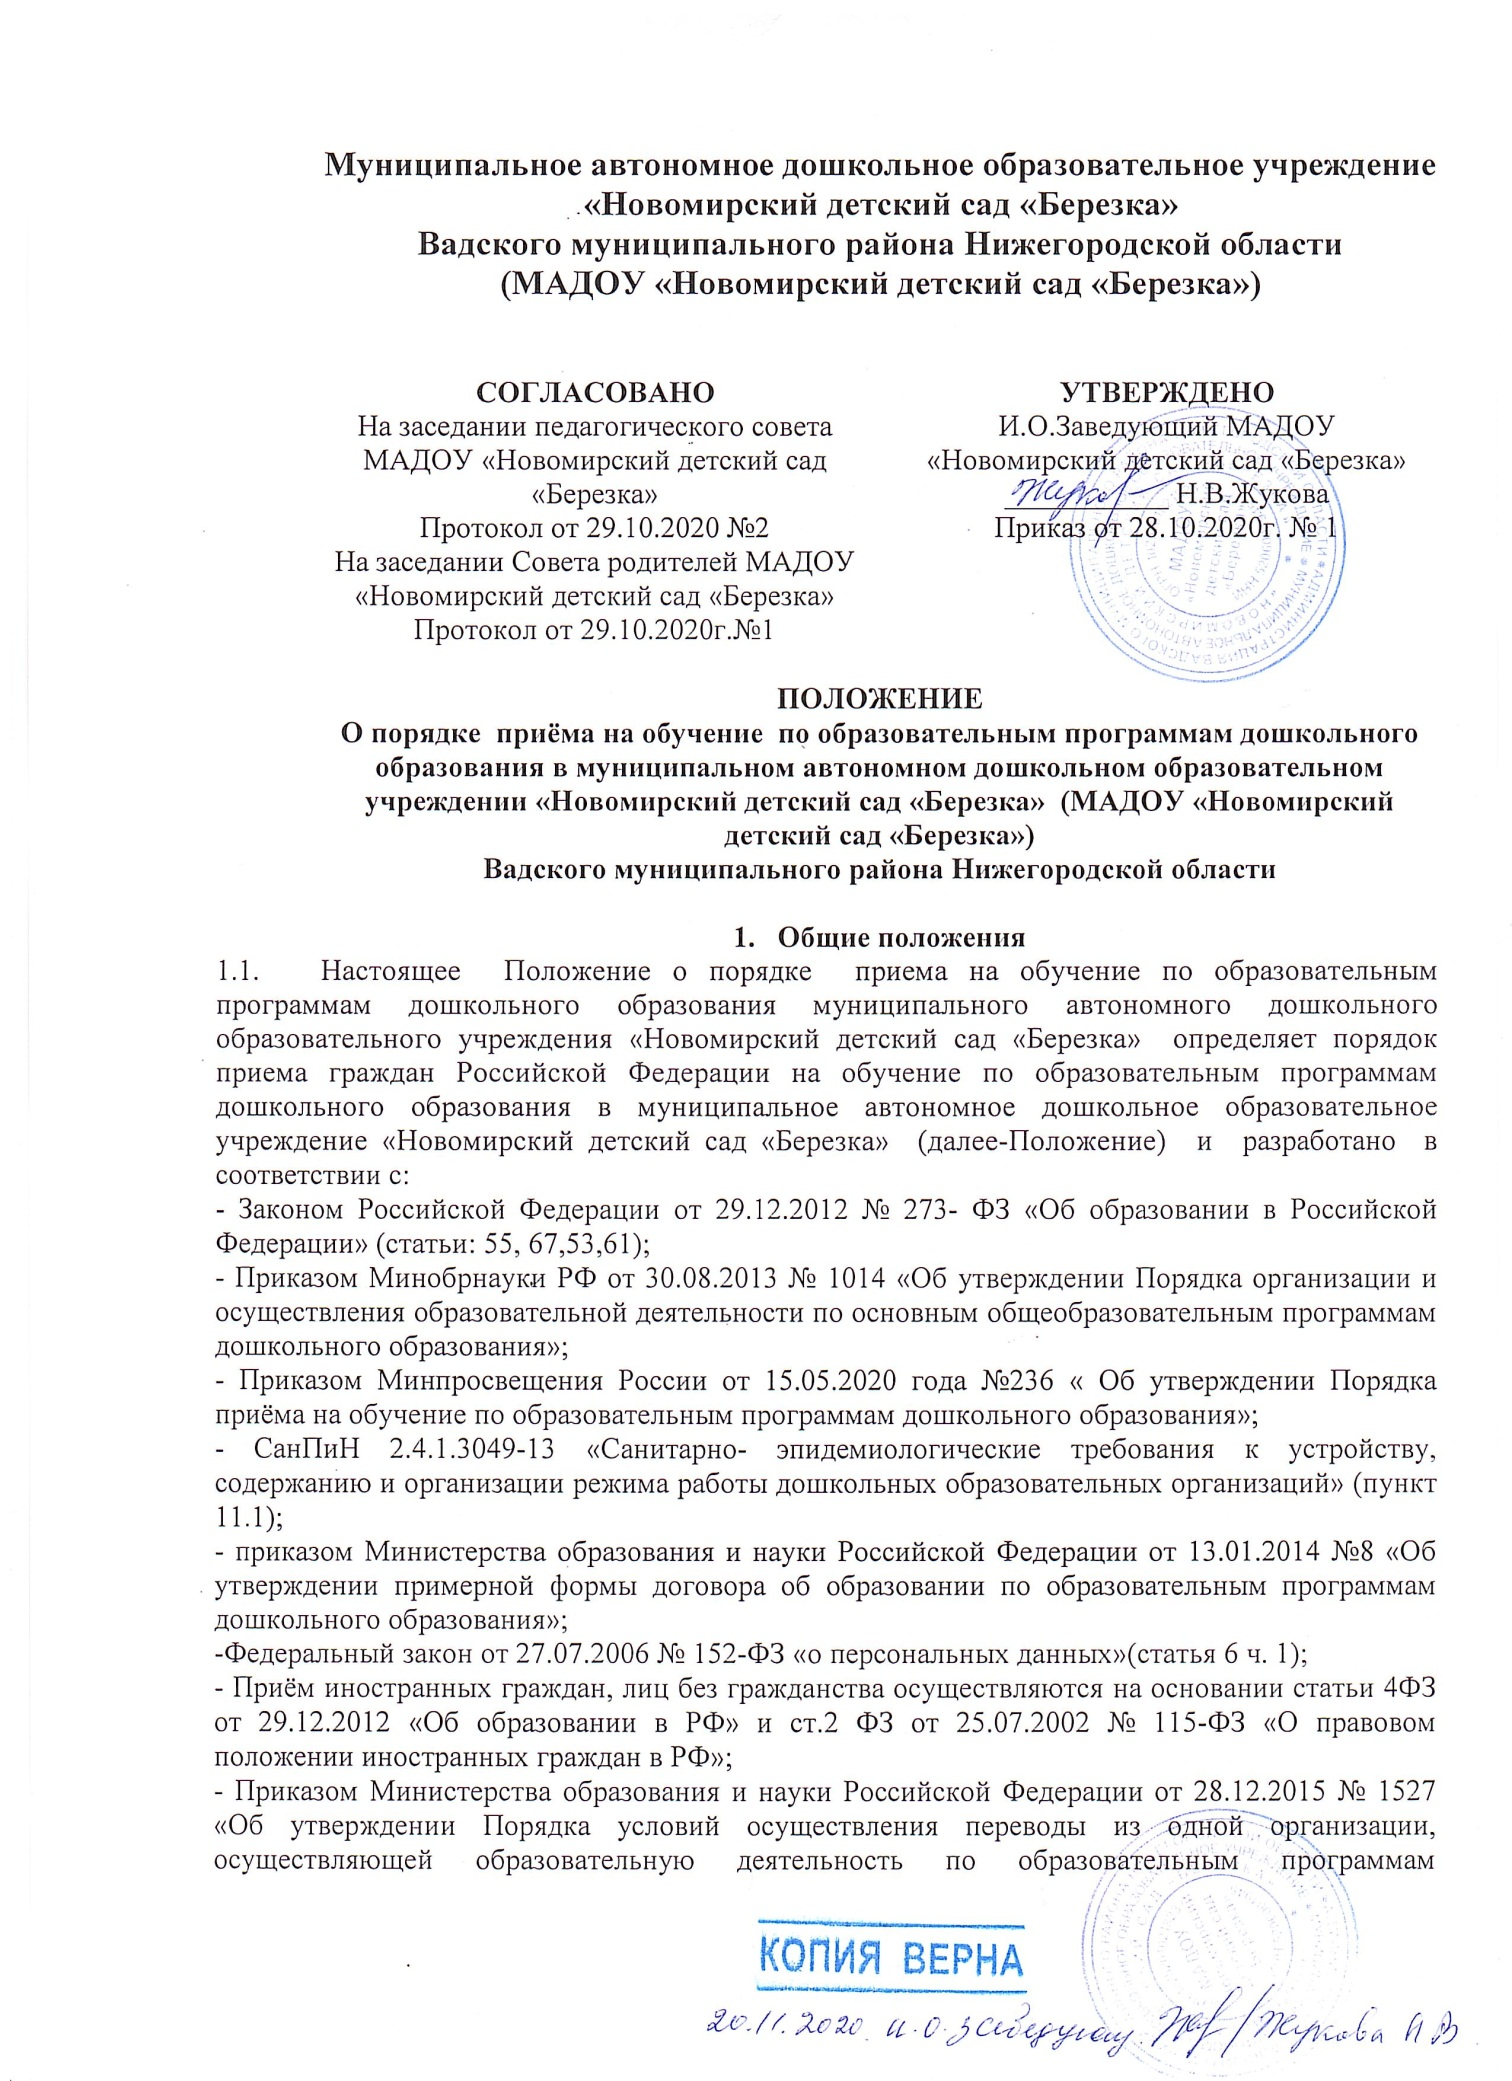 Муниципальное автономное дошкольное образовательное учреждение
«Новомирский детский сад «Березка»
Вадского муниципального района Нижегородской области
(МАДОУ «Новомирский детский сад «Березка»)
СОГЛАСОВАНО
На заседании педагогического совета
МАДОУ «Новомирский детский сад
«Березка»
Протокол от 29.10.2020 №2
На заседании Совета родителей МАДОУ
«Новомирский детский сад «Березка»
Протокол от 29.10.2020г.№1
УТВЕРЖДЕНО
И.О.Заведующий МАДОУ
«Новомирский детский сад «Березка»
Н.В.Жукова
Приказ от 28.10.2020г. № 1
ПОЛОЖЕНИЕ
О порядке приёма на обучение по образовательным программам дошкольного
образования в муниципальном автономном дошкольном образовательном
учреждении «Новомирский детский сад «Березка» (МАДОУ «Новомирский
детский сад «Березка»)
Вадского муниципального района Нижегородской области
1. Общие положения
1.1. Настоящее Положение о порядке приема на обучение по образовательным
программам дошкольного образования муниципального автономного дошкольного
образовательного учреждения «Новомирский детский сад «Березка» определяет порядок
приема граждан Российской Федерации на обучение по образовательным программам
дошкольного образования в муниципальное автономное дошкольное образовательное
учреждение «Новомирский детский сад «Березка» (далее-Положение) и разработано в
соответствии с:
- Законом Российской Федерации от 29.12.2012 № 273- ФЗ «Об образовании в Российской
Федерации» (статьи: 55, 67,53,61);
- Приказом Минобрнауки РФ от 30.08.2013 № 1014 «Об утверждении Порядка организации и
осуществления образовательной деятельности по основным общеобразовательным программам
дошкольного образования»;
- Приказом Минпросвещения России от 15.05.2020 года №236 « Об утверждении Порядка
приёма на обучение по образовательным программам дошкольного образования»;
- СанПиН 2.4.1.3049-13 «Санитарно- эпидемиологические требования к устройству,
содержанию и организации режима работы дошкольных образовательных организаций» (пункт
11.1);
- приказом Министерства образования и науки Российской Федерации от 13.01.2014 №8 «Об
утверждении примерной формы договора об образовании по образовательным программам
дошкольного образования»;
-Федеральный закон от 27.07.2006 № 152-ФЗ «о персональных данных»(статья 6 ч. 1);
- Приём иностранных граждан, лиц без гражданства осуществляются на основании статьи 4ФЗ
от 29.12.2012 «Об образовании в РФ» и ст.2 ФЗ от 25.07.2002 № 115-ФЗ «О правовом
положении иностранных граждан в РФ»;
- Приказом Министерства образования и науки Российской Федерации от 28.12.2015 № 1527
«Об утверждении Порядка условий осуществления переводы из одной организации,
осуществляющей образовательную деятельность по образовательным программам
КОПИЯ ВЕРНА
20.11.2020 и.о.заведущая Жукова Н В